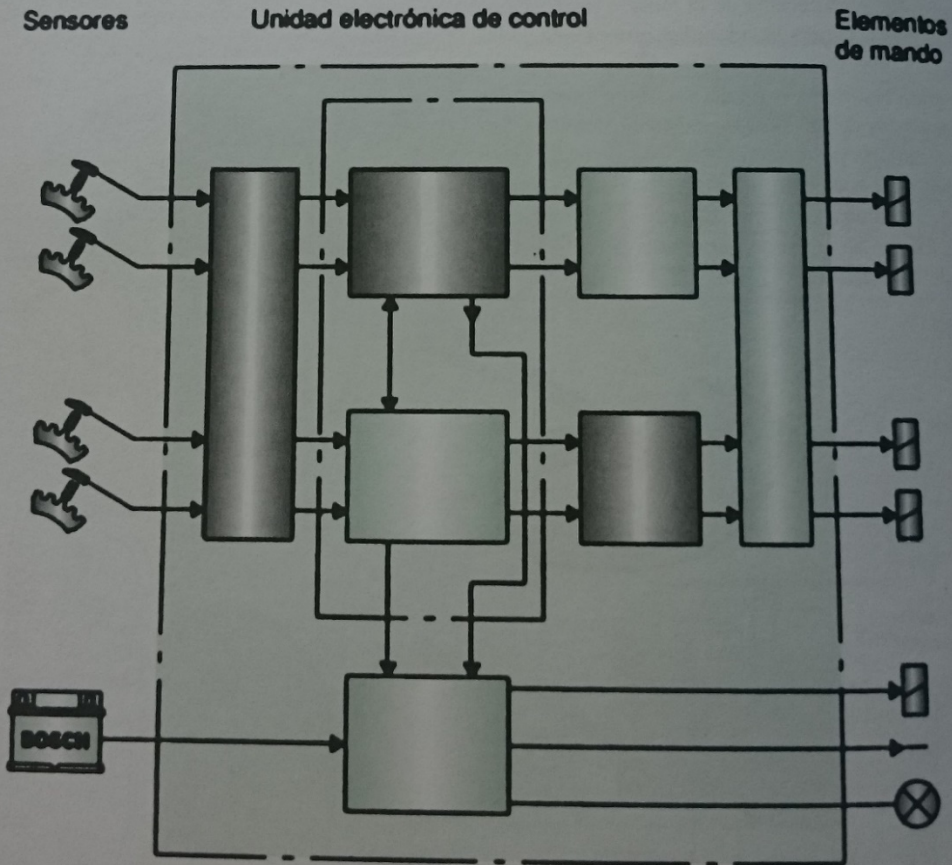 Sensores
Unidad electrónica de control
Elementos
de mando
BOSCH